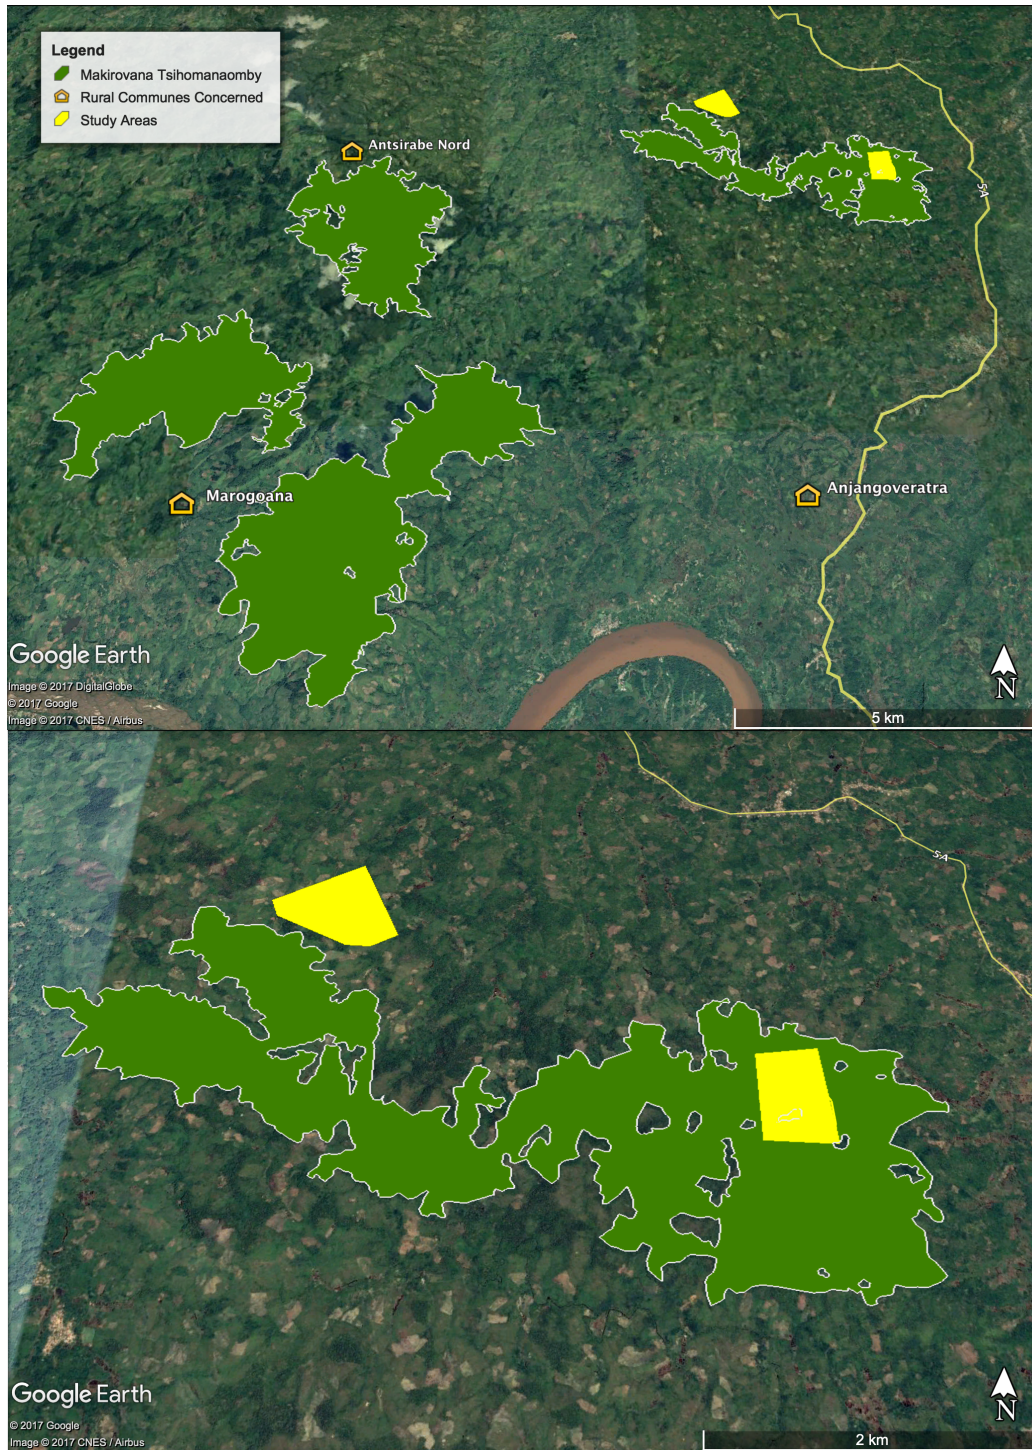 Legend
Makirovana Tsihomanaomby
Rural Communes Concerned
Study Areas
Antsirabe Nord
5A
Marogoana
Anjangoveratra
Google Earth
N
Image © 2017 DigitalGlobe
© 2017 Google
Image © 2017 CNES / Airbus
5 km
5A
Google Earth
N
© 2017 Google
Image © 2017 CNES / Airbus
2 km